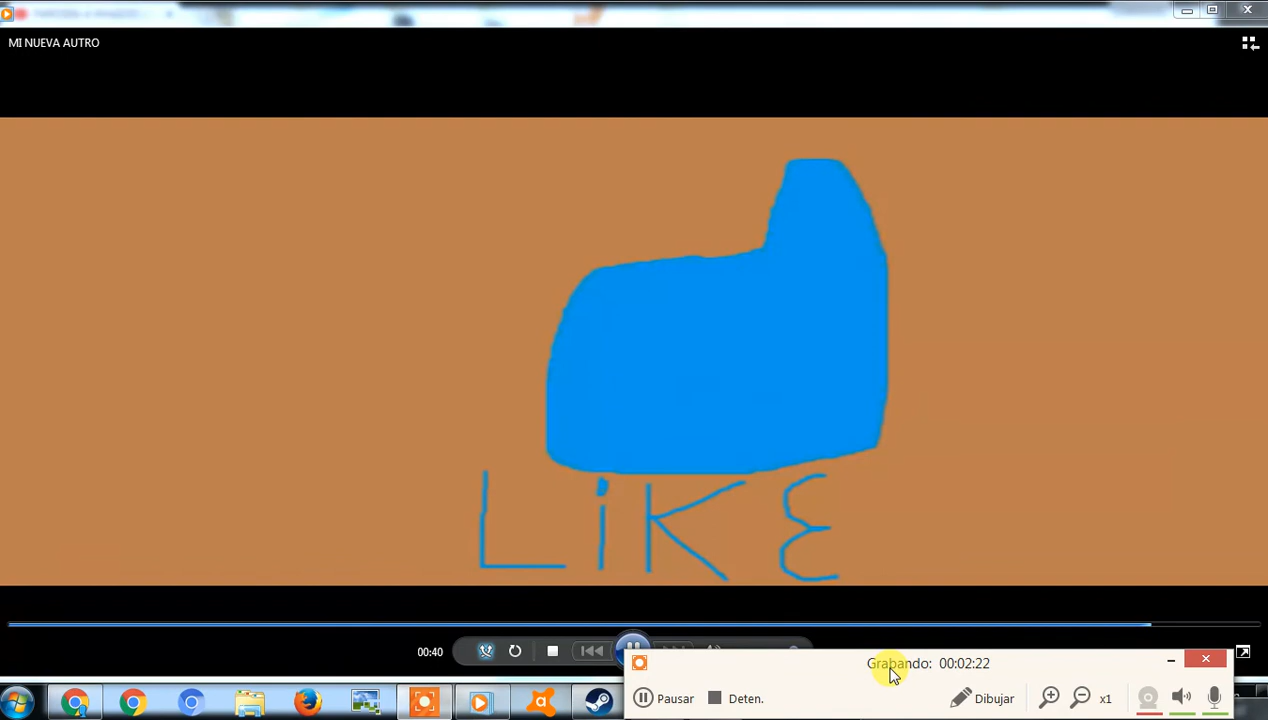 MI NUEVA AUTRO
LiKE
00:40
Grabando: 00:02:22
Pausar
Deten.
Dibujar
x1